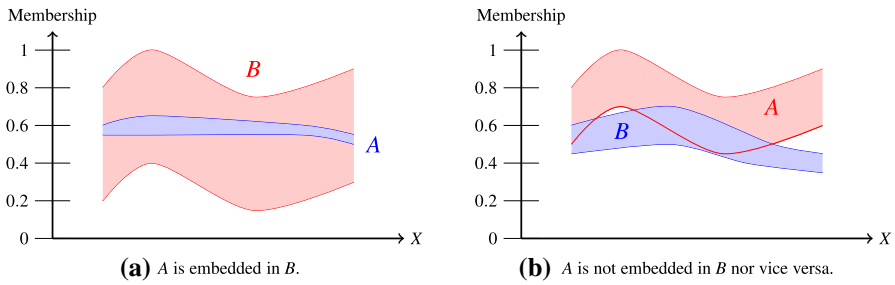 Membership
1
0.8
0.6
0.4
0.2
0
B
A
X
(a) A is embedded in B.
Membership
1
0.8
0.6
0.4
0.2
0
A
B
X
(b) A is not embedded in B nor vice versa.